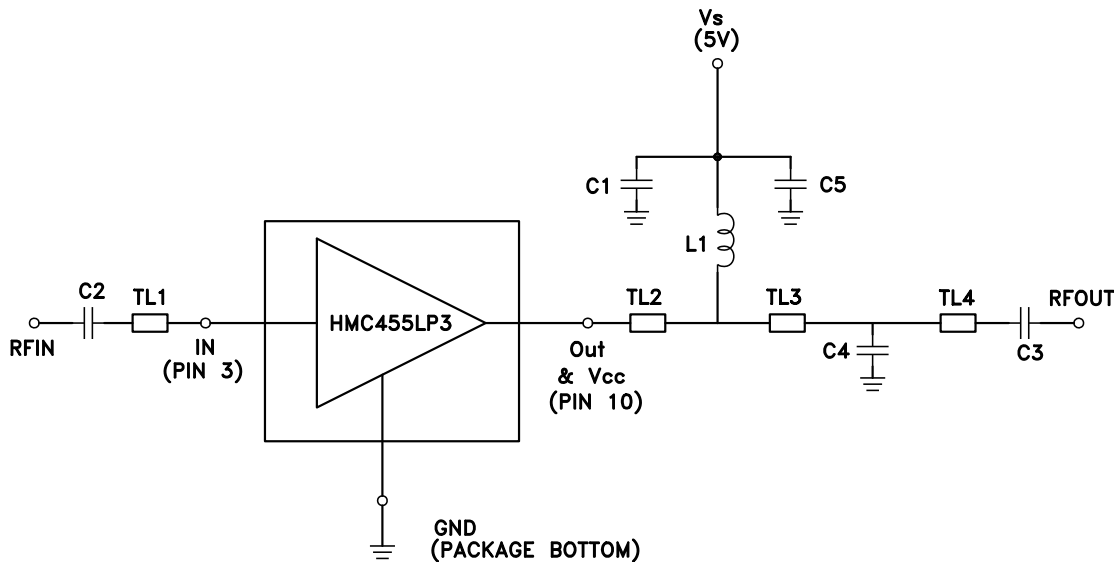 Vs
(5V)
C1
C5
L1
C2
TL1
HMC455LP3
TL2
TL3
TL4
RFOUT
RFIN
IN
(PIN 3)
Out
& Vcc
(PIN 10)
C4
C3
GND
(PACKAGE BOTTOM)